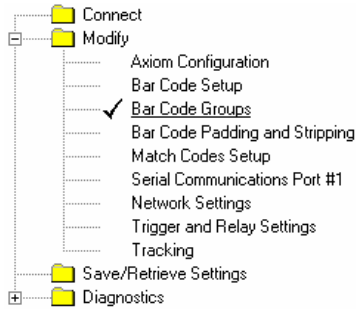 Connect
Modify
Axiom Configuration
Bar Code Setup
Bar Code Groups
Bar Code Padding and Stripping
Match Codes Setup
Serial Communications Port #1
Network Settings
Trigger and Relay Settings
Tracking
Save/Retrieve Settings
Diagnostics